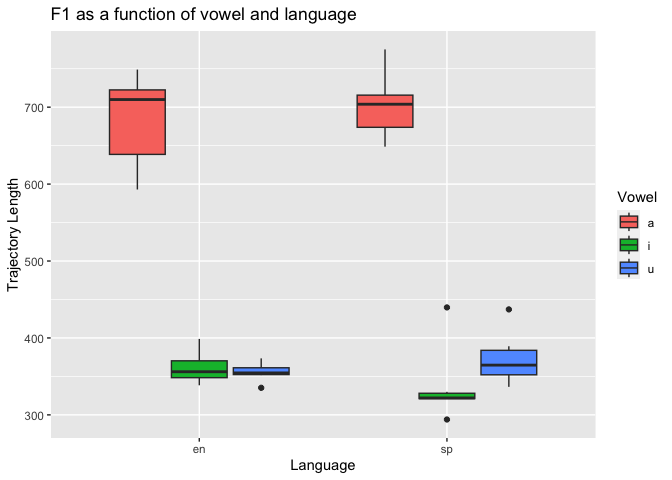 F1 as a function of vowel and language
Trajectory Length
700
600
500
400
300
en
sp
Language
Vowel
a
i
u